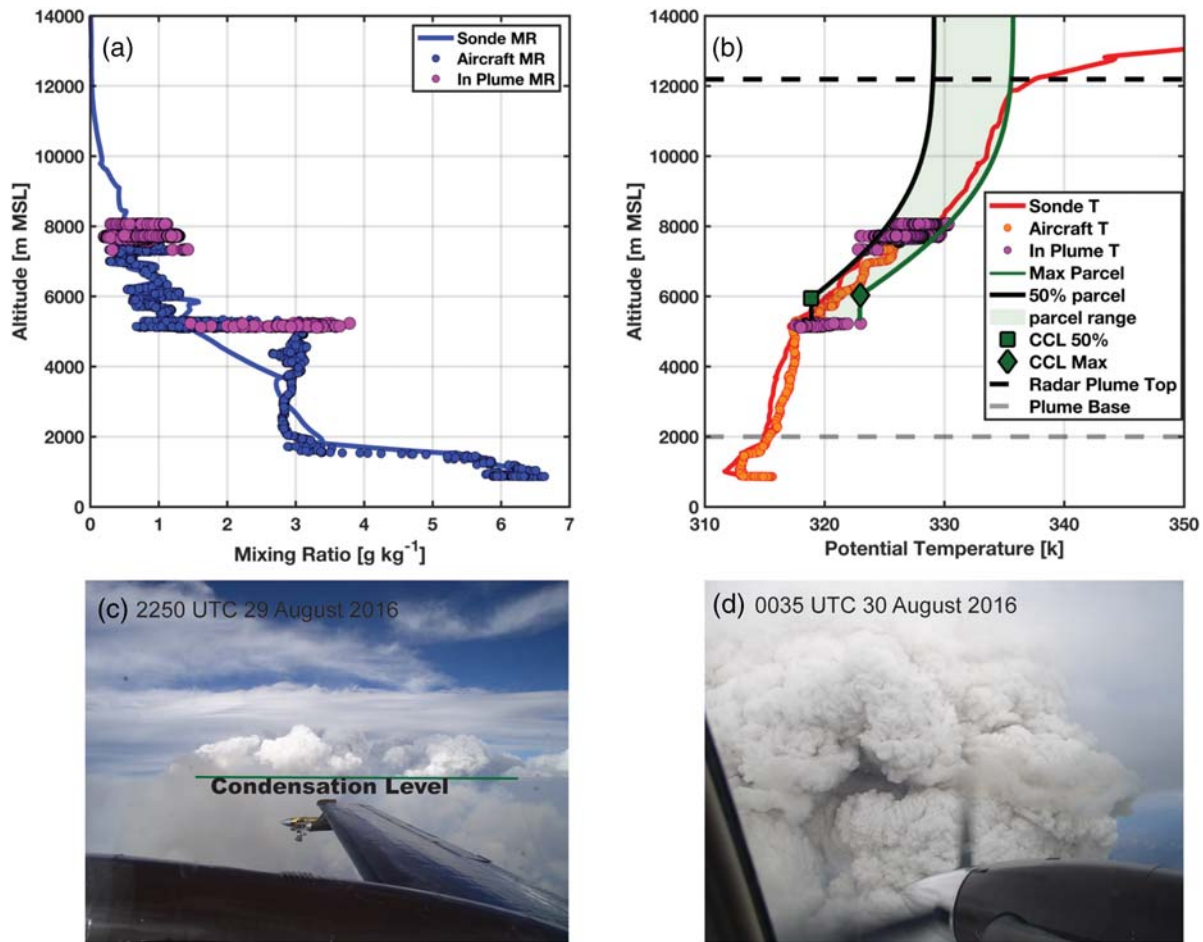 (a)
Sonde MR
Aircraft MR
In Plume MR
14000
12000
10000
8000
6000
4000
2000
0
Altitude [m MSL]
0 1 2 3 4 5 6 7
Mixing Ratio [g kg⁻¹]
(b)
14000
12000
10000
8000
6000
4000
2000
0
Altitude [m MSL]
Sonde T
Aircraft T
In Plume T
Max Parcel
50% parcel
parcel range
CCL 50%
CCL Max
Radar Plume Top
Plume Base
310 320 330 340 350
Potential Temperature [k]
(c) 2250 UTC 29 August 2016
Condensation Level
(d) 0035 UTC 30 August 2016